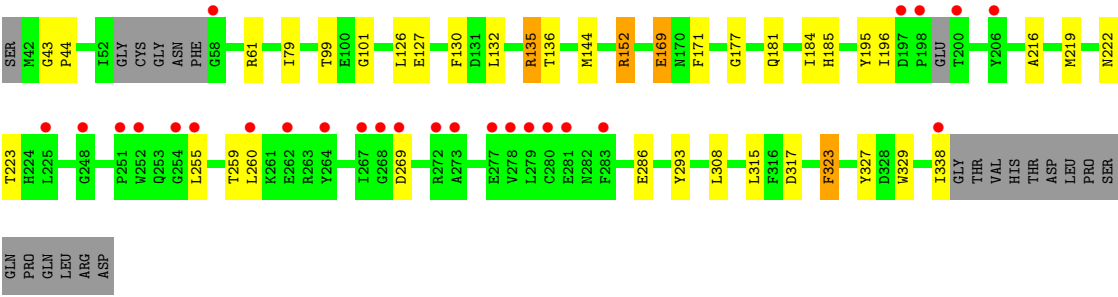 SER M42 G43 P44 I52 GLY CYS GLY ASN PHE G58 R61 I79 T99 E100 G101 L126 E127 F130 D131 L132 R135 T136 M144 R152 E169 N170 F171 G177 Q181 I184 H185 Y195 I196 D197 P198 GLU T200 Y206 A216 M219 N222
T223 H224 L225 G248 P251 W252 Q253 G254 L255 T259 L260 K261 E262 R263 Y264 I267 G268 D269 R272 A273 E277 V278 L279 C280 E281 N282 F283 E286 Y293 L308 L315 F316 D317 F323 Y327 D328 W329 I338 GLY THR VAL HIS THR ASP LEU PRO SER
GLN PRO GLN LEU ARG ASP